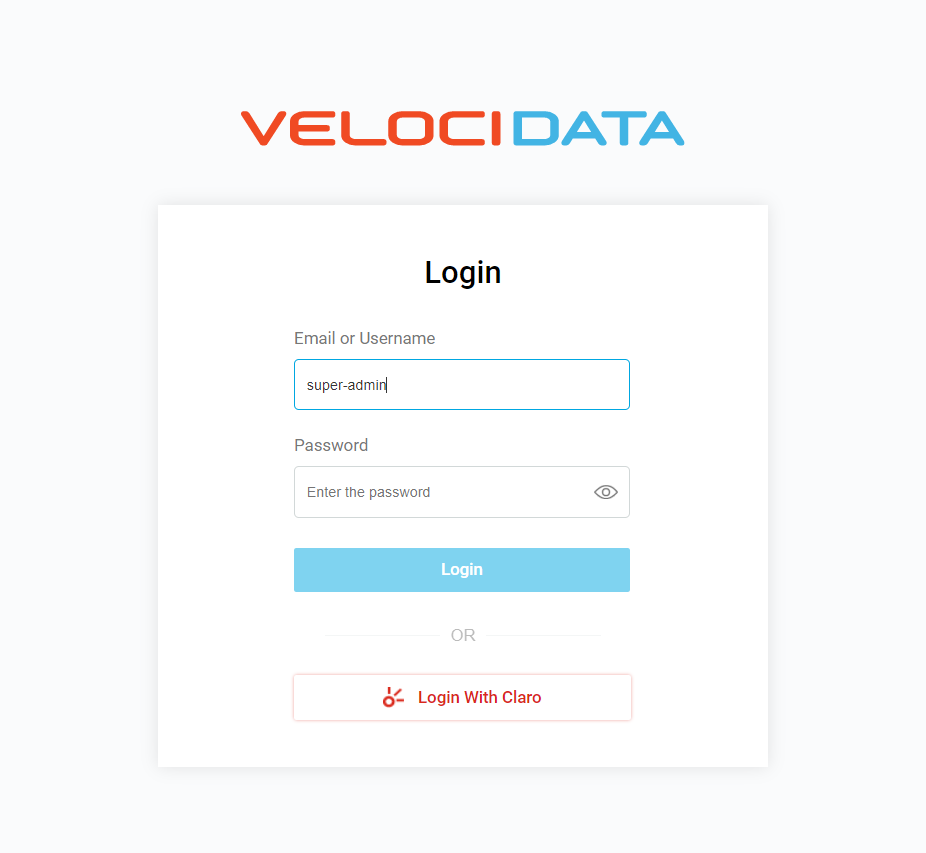 VELOCIDATA
Login
Email or Username
super-admin
Password
Enter the password
Login
OR
Login With Claro